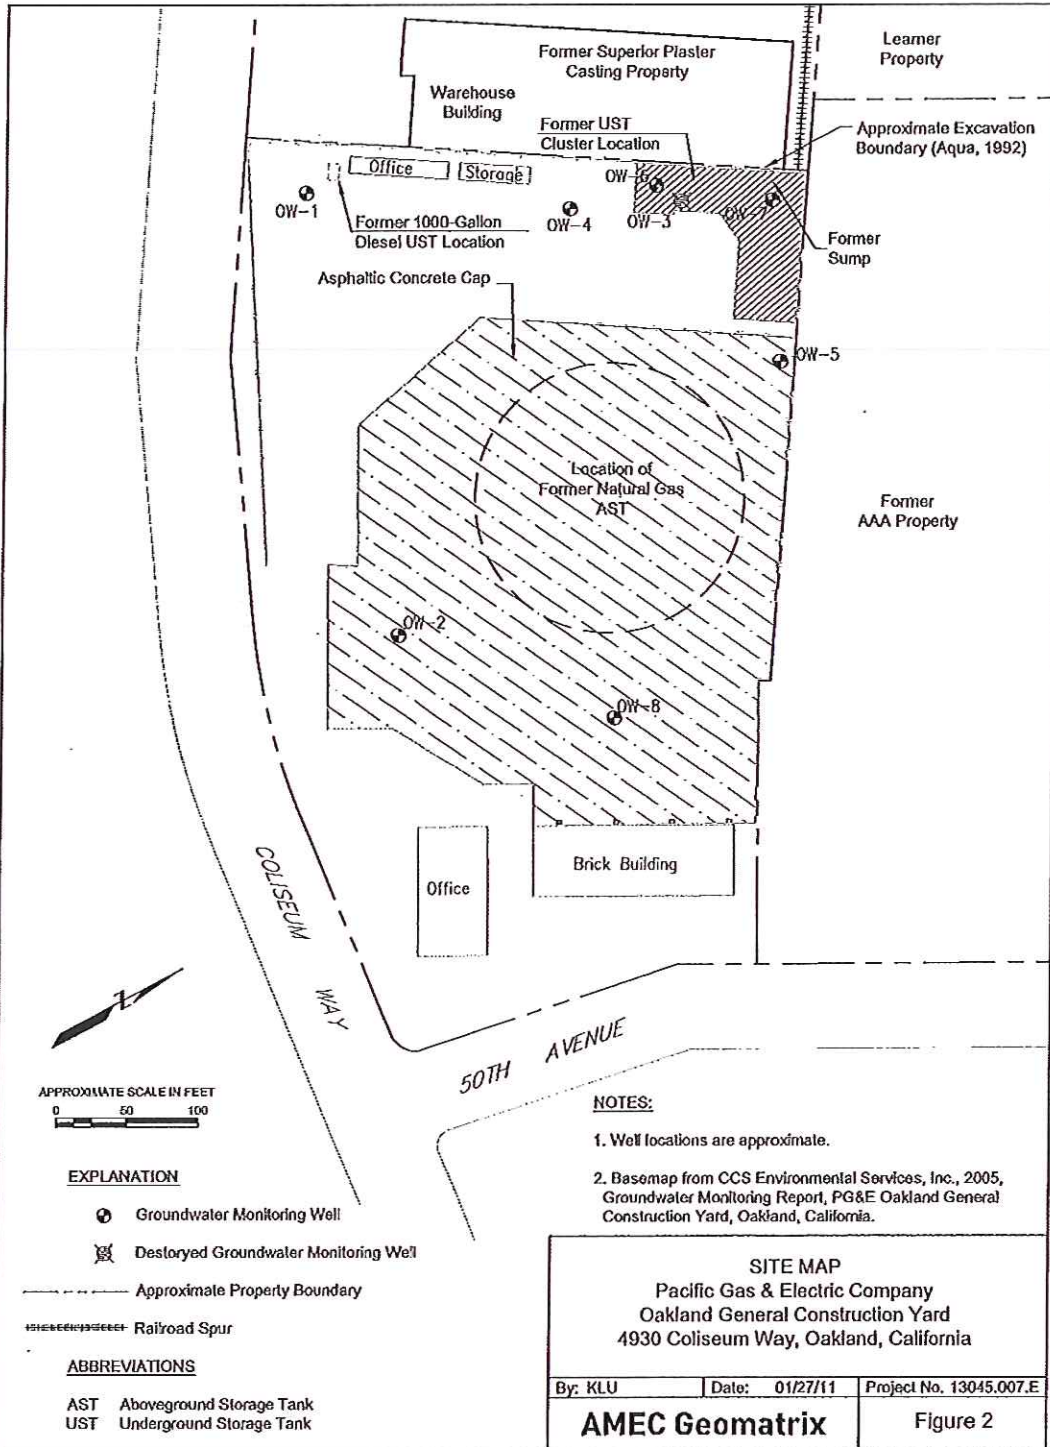 Learner
Property
Former Superior Plaster
Casting Property
Warehouse
Building
Former UST
Cluster Location
Approximate Excavation
Boundary (Aqua, 1992)
Office
Storage
OW-6
OW-1
OW-4
OW-3
OW-7
Former 1000-Gallon
Diesel UST Location
Former
Sump
Asphaltic Concrete Cap
OW-5
Location of
Former Natural Gas
AST
Former
AAA Property
OW-2
OW-8
Brick Building
Office
COLISEUM WAY
Z
50TH AVENUE
APPROXIMATE SCALE IN FEET
0 50 100
NOTES:
1. Well locations are approximate.
2. Basemap from CCS Environmental Services, Inc., 2005,
Groundwater Monitoring Report, PG&E Oakland General
Construction Yard, Oakland, California.
EXPLANATION
Groundwater Monitoring Well
Destoryed Groundwater Monitoring Well
Approximate Property Boundary
Railroad Spur
ABBREVIATIONS
AST Aboveground Storage Tank
UST Underground Storage Tank
SITE MAP
Pacific Gas & Electric Company
Oakland General Construction Yard
4930 Coliseum Way, Oakland, California
By: KLU Date: 01/27/11 Project No. 13045.007.E
AMEC Geomatrix Figure 2